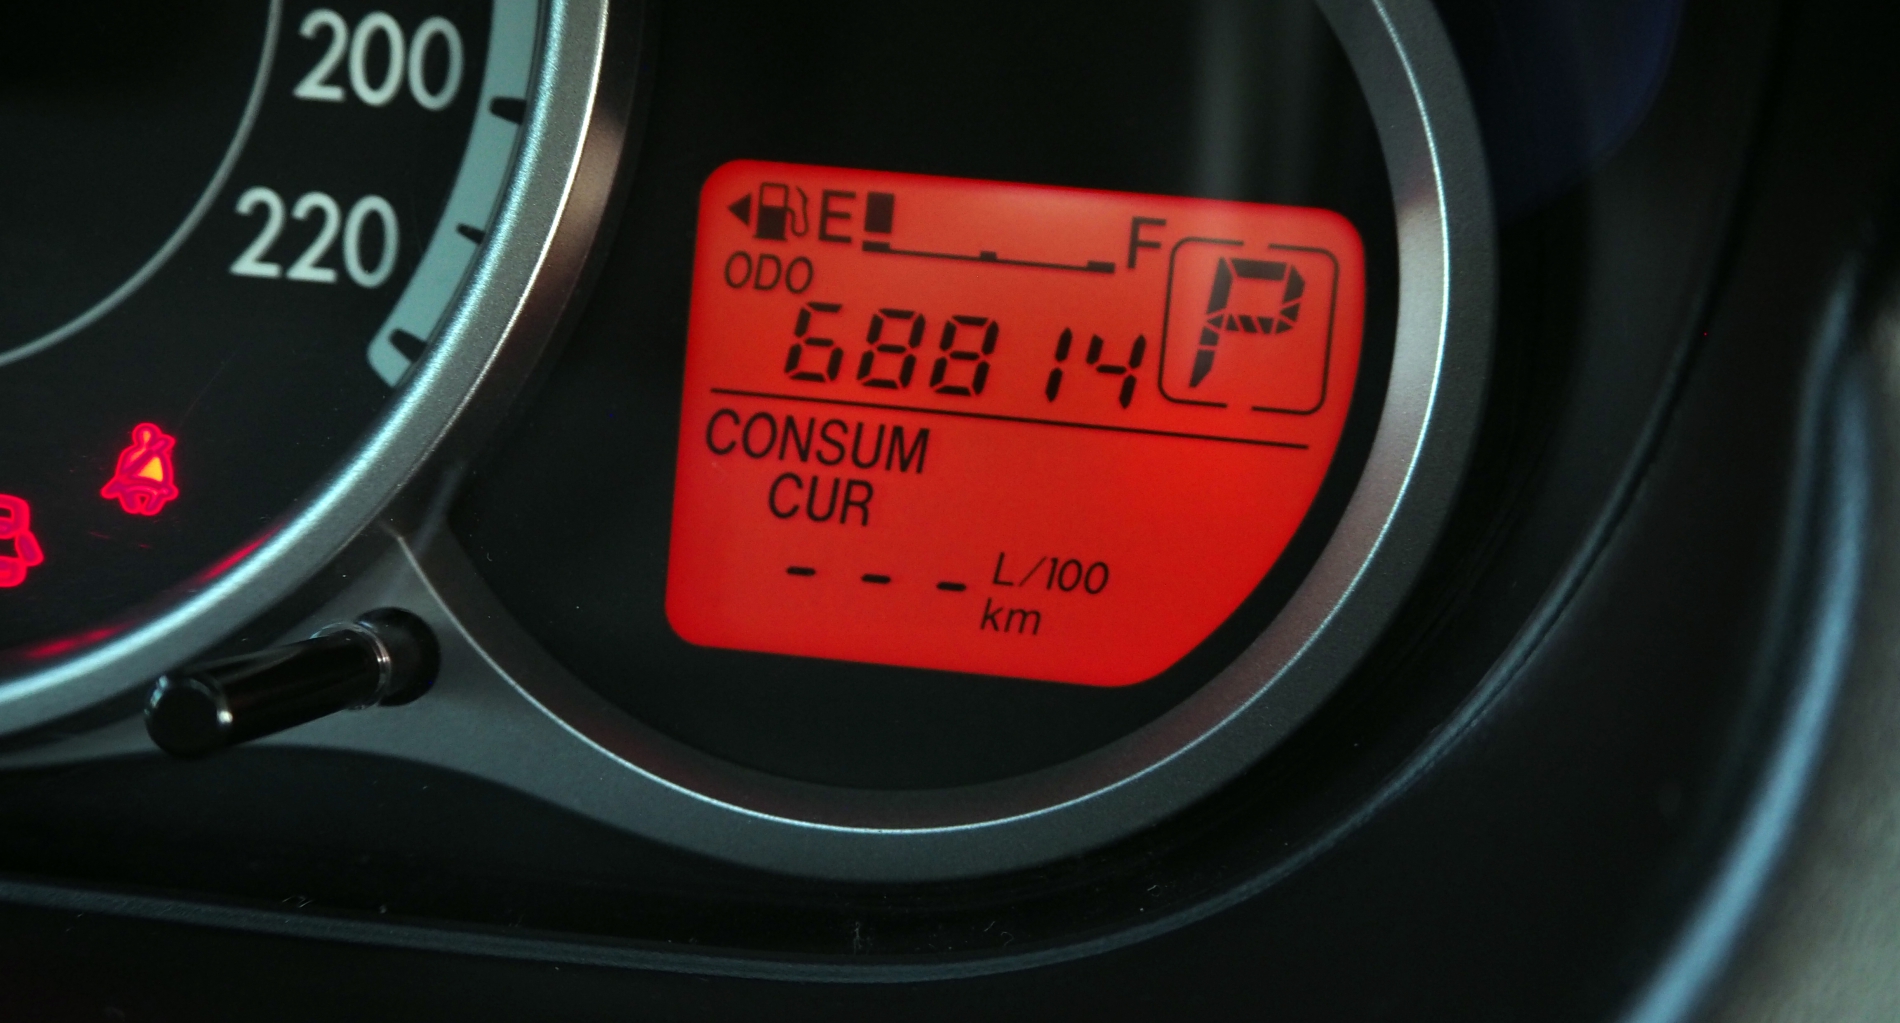 200
220
E F
ODO
68814 P
CONSUM
CUR
--- L/100
km